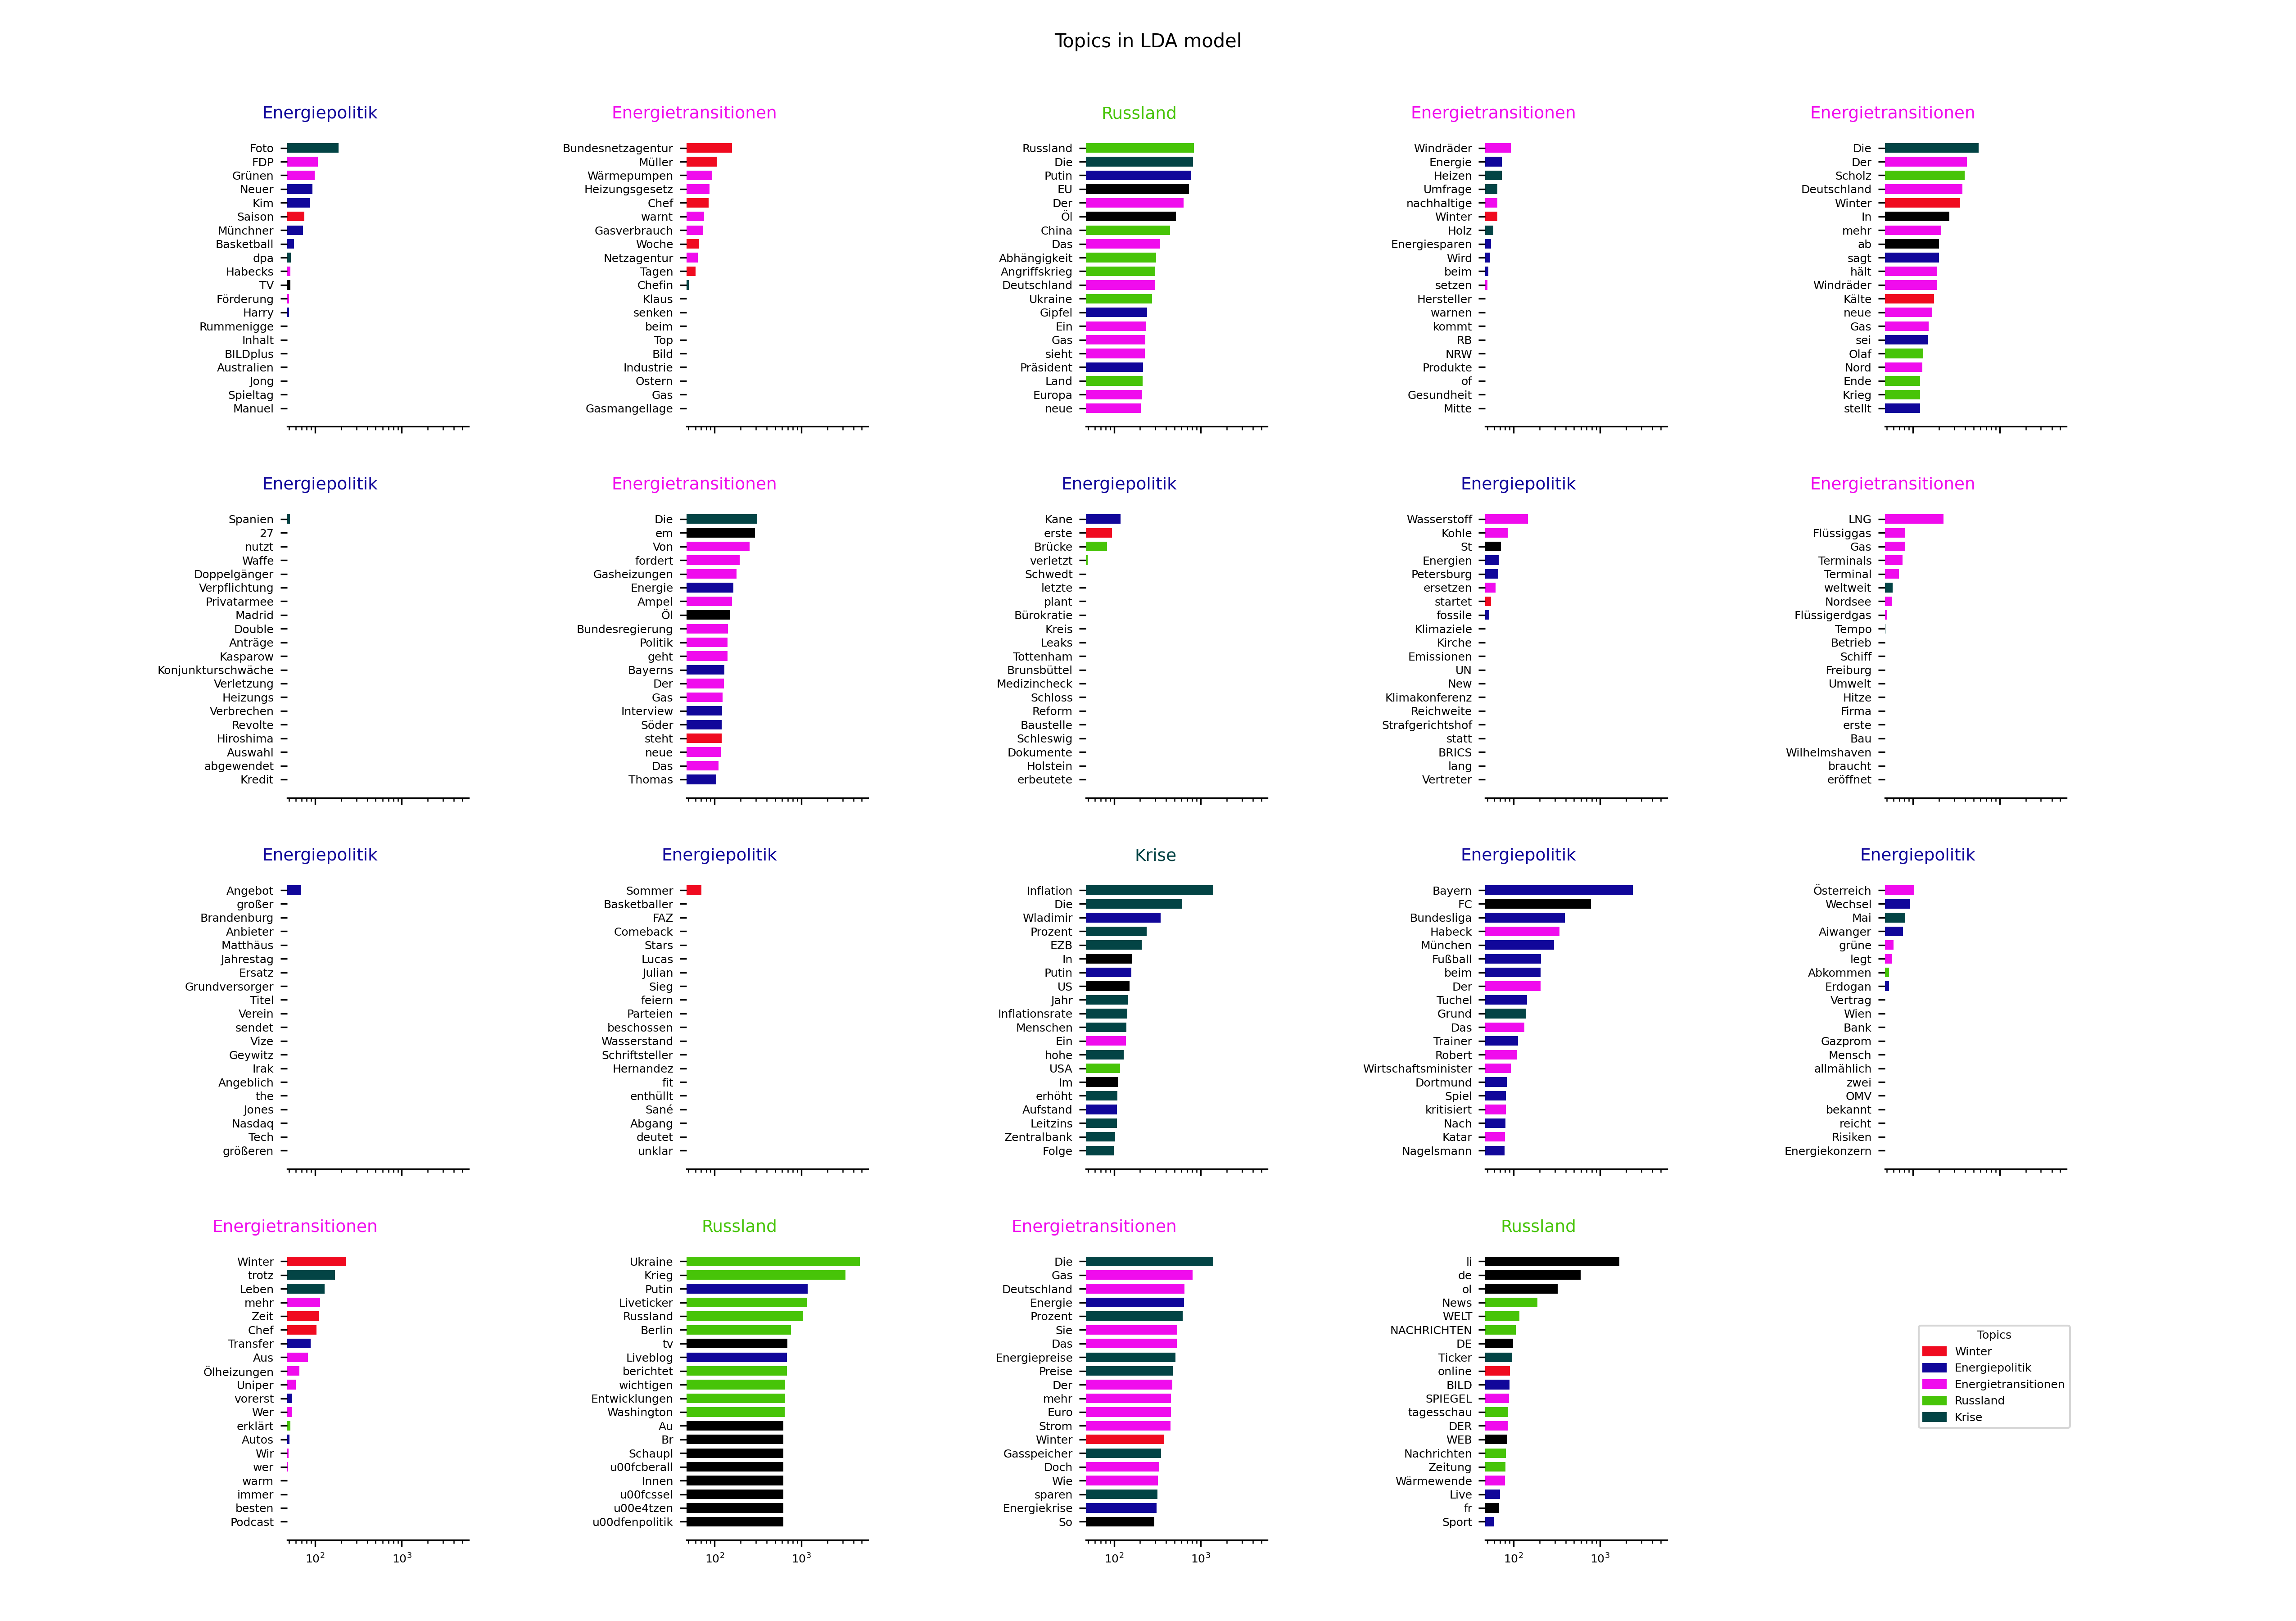 Topics in LDA model
Energiepolitik
Foto
FDP
Grünen
Neuer
Kim
Saison
Münchner
Basketball
dpa
Habecks
TV
Förderung
Harry
Rummenigge
Inhalt
BILDplus
Australien
Jong
Spieltag
Manuel
Energietransitionen
Bundesnetzagentur
Müller
Wärmepumpen
Heizungsgesetz
Chef
warnt
Gasverbrauch
Woche
Netzagentur
Tagen
Chefin
Klaus
senken
beim
Top
Bild
Industrie
Ostern
Gas
Gasmangellage
Russland
Russland
Die
Putin
EU
Der
Öl
China
Das
Abhängigkeit
Angriffskrieg
Deutschland
Ukraine
Gipfel
Ein
Gas
sieht
Präsident
Land
Europa
neue
Energietransitionen
Windräder
Energie
Heizen
Umfrage
nachhaltige
Winter
Holz
Energiesparen
Wird
beim
setzen
Hersteller
warnen
kommt
RB
NRW
Produkte
of
Gesundheit
Mitte
Energietransitionen
Die
Der
Scholz
Deutschland
Winter
In
mehr
ab
sagt
hält
Windräder
Kälte
neue
Gas
sei
Olaf
Nord
Ende
Krieg
stellt
Energiepolitik
Spanien
27
nutzt
Waffe
Doppelgänger
Verpflichtung
Privatarmee
Madrid
Double
Anträge
Kasparow
Konjunkturschwäche
Verletzung
Heizungs
Verbrechen
Revolte
Hiroshima
Auswahl
abgewendet
Kredit
Energietransitionen
Die
em
Von
fordert
Gasheizungen
Energie
Ampel
Öl
Bundesregierung
Politik
geht
Bayerns
Der
Gas
Interview
Söder
steht
neue
Das
Thomas
Energiepolitik
Kane
erste
Brücke
verletzt
Schwedt
letzte
plant
Bürokratie
Kreis
Leaks
Tottenham
Brunsbüttel
Medizincheck
Schloss
Reform
Baustelle
Schleswig
Dokumente
Holstein
erbeutete
Energiepolitik
Wasserstoff
Kohle
St
Energien
Petersburg
ersetzen
startet
fossile
Klimaziele
Kirche
Emissionen
UN
New
Klimakonferenz
Reichweite
Strafgerichtshof
statt
BRICS
lang
Vertreter
Energietransitionen
LNG
Flüssiggas
Gas
Terminals
Terminal
weltweit
Nordsee
Flüssigerdgas
Tempo
Betrieb
Schiff
Freiburg
Umwelt
Hitze
Firma
erste
Bau
Wilhelmshaven
braucht
eröffnet
Energiepolitik
Angebot
großer
Brandenburg
Anbieter
Matthäus
Jahrestag
Ersatz
Grundversorger
Titel
Verein
sendet
Vize
Geywitz
Irak
Angeblich
the
Jones
Nasdaq
Tech
größeren
Energiepolitik
Sommer
Basketballer
FAZ
Comeback
Stars
Lucas
Julian
Sieg
feiern
Parteien
beschossen
Wasserstand
Schriftsteller
Hernandez
fit
enthüllt
Sané
Abgang
deutet
unklar
Krise
Inflation
Die
Wladimir
Prozent
EZB
In
Putin
US
Jahr
Inflationsrate
Menschen
Ein
hohe
USA
Im
erhöht
Aufstand
Leitzins
Zentralbank
Folge
Energiepolitik
Bayern
FC
Bundesliga
Habeck
München
Fußball
beim
Der
Tuchel
Grund
Das
Trainer
Robert
Wirtschaftsminister
Dortmund
Spiel
kritisiert
Nach
Katar
Nagelsmann
Energiepolitik
Österreich
Wechsel
Mai
Aiwanger
grüne
legt
Abkommen
Erdogan
Vertrag
Wien
Bank
Gazprom
Mensch
allmählich
zwei
OMV
bekannt
reicht
Risiken
Energiekonzern
Energietransitionen
Winter
trotz
Leben
mehr
Zeit
Chef
Transfer
Aus
Ölheizungen
Uniper
vorerst
Wer
erklärt
Autos
Wir
wer
warm
immer
besten
Podcast
10² 10³
Russland
Ukraine
Krieg
Putin
Liveticker
Russland
Berlin
tv
Liveblog
berichtet
wichtigen
Entwicklungen
Washington
Au
Br
Schaupl
u00fcberall
Innen
u00fcssel
u00e4tzen
u00dfenpolitik
10² 10³
Energietransitionen
Die
Gas
Deutschland
Energie
Prozent
Sie
Das
Energiepreise
Preise
Der
mehr
Euro
Strom
Winter
Gasspeicher
Doch
Wie
sparen
Energiekrise
So
10² 10³
Russland
li
de
ol
News
WELT
NACHRICHTEN
DE
Ticker
online
BILD
SPIEGEL
tagesschau
DER
WEB
Nachrichten
Zeitung
Wärmewende
Live
fr
Sport
10² 10³
Topics
Winter
Energiepolitik
Energietransitionen
Russland
Krise